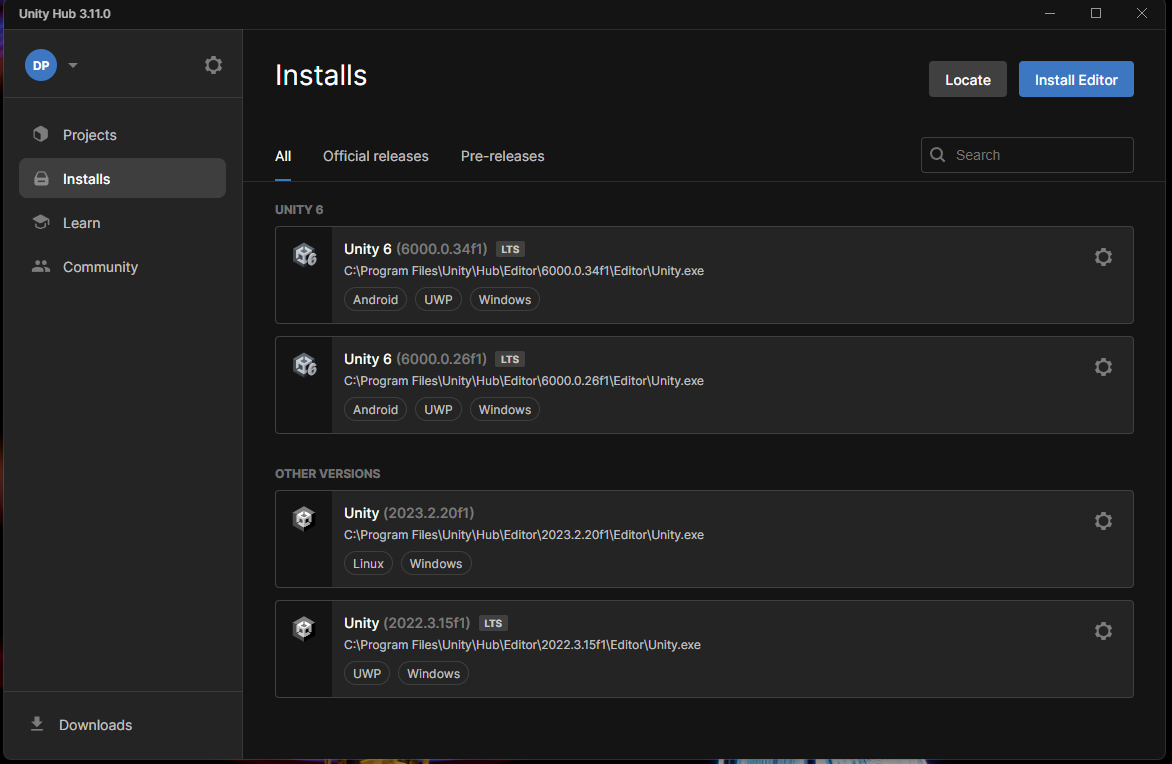 Unity Hub 3.11.0
DP
Projects
Installs
Learn
Community
Downloads
Installs
Locate
Install Editor
All
Official releases
Pre-releases
Search
UNITY 6
Unity 6 (6000.0.34f1) LTS
C:\Program Files\Unity\Hub\Editor\6000.0.34f1\Editor\Unity.exe
Android UWP Windows
Unity 6 (6000.0.26f1) LTS
C:\Program Files\Unity\Hub\Editor\6000.0.26f1\Editor\Unity.exe
Android UWP Windows
OTHER VERSIONS
Unity (2023.2.20f1)
C:\Program Files\Unity\Hub\Editor\2023.2.20f1\Editor\Unity.exe
Linux Windows
Unity (2022.3.15f1) LTS
C:\Program Files\Unity\Hub\Editor\2022.3.15f1\Editor\Unity.exe
UWP Windows